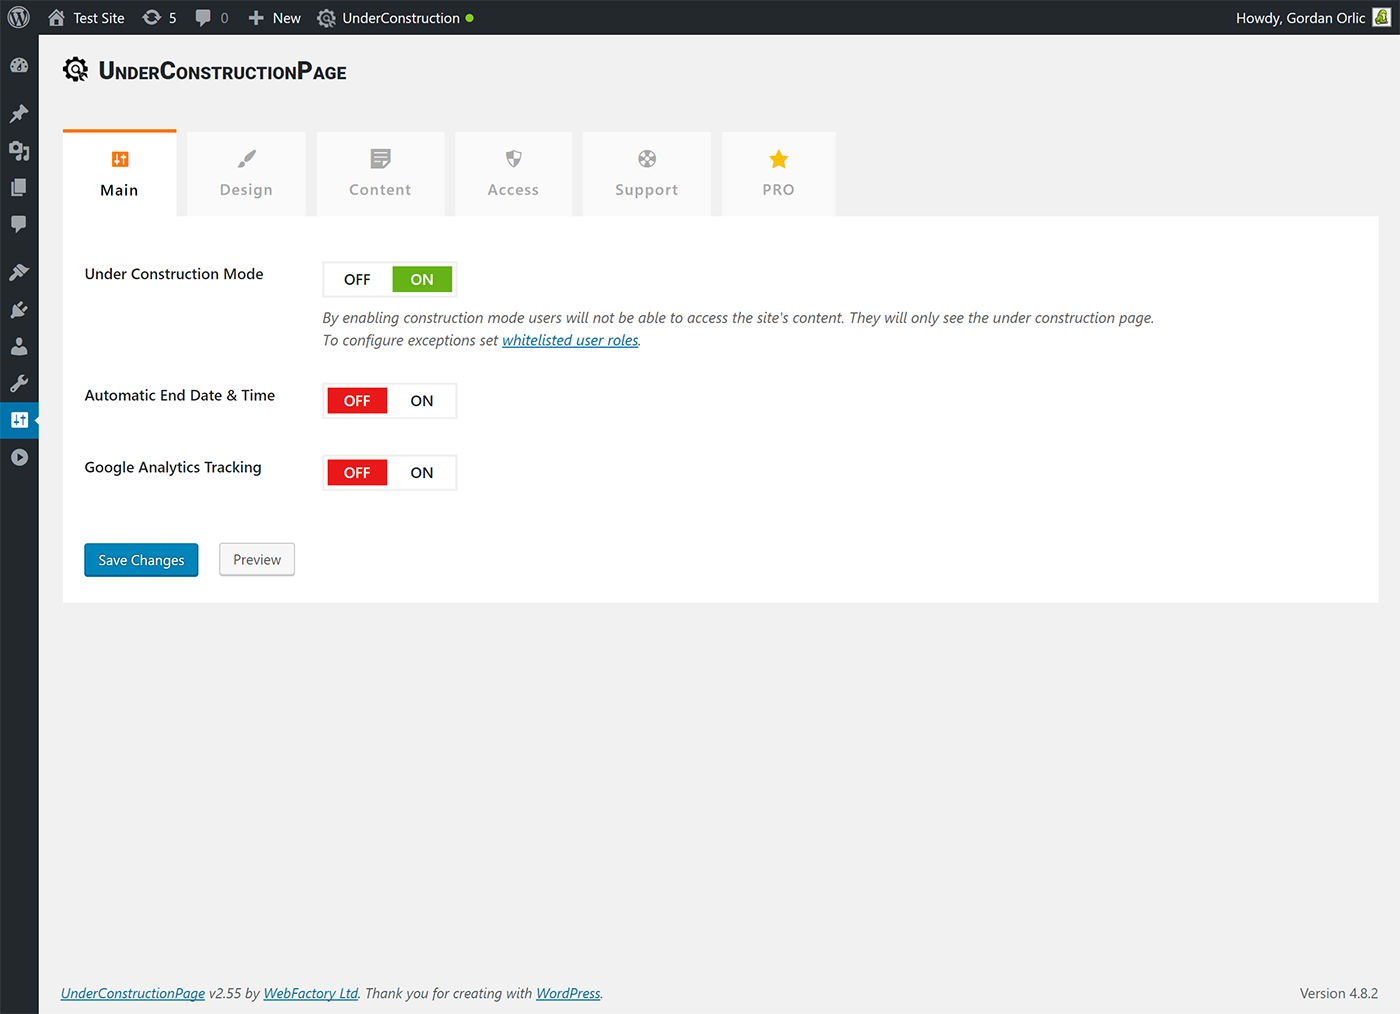 Test Site 5 0 New UnderConstruction Howdy, Gordan Orlic
UnderConstructionPage
Main Design Content Access Support PRO
Under Construction Mode OFF ON
By enabling construction mode users will not be able to access the site's content. They will only see the under construction page.
To configure exceptions set whitelisted user roles.
Automatic End Date & Time OFF ON
Google Analytics Tracking OFF ON
Save Changes Preview
UnderConstructionPage v2.55 by WebFactory Ltd. Thank you for creating with WordPress. Version 4.8.2